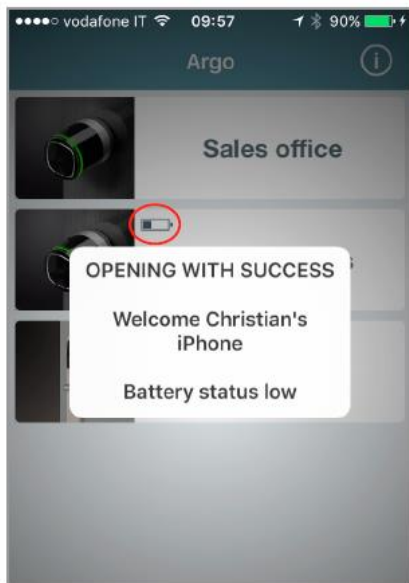 vodafone IT 09:57 90%
Argo
i
Sales office
OPENING WITH SUCCESS
Welcome Christian's
iPhone
Battery status low